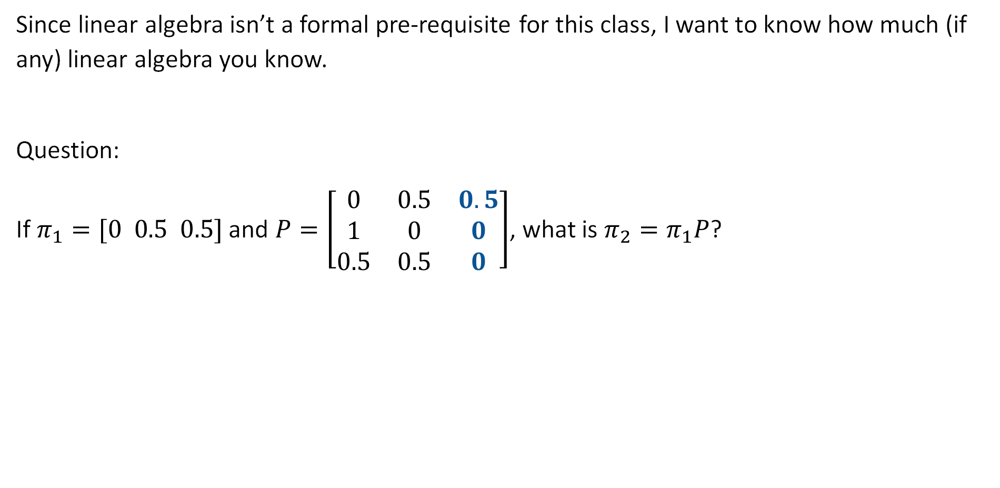 Since linear algebra isn’t a formal pre-requisite for this class, I want to know how much (if
any) linear algebra you know.
Question:
0 0.5 0.5
If π₁ = [0 0.5 0.5] and P = [1 0 0], what is π₂ = π₁P?
0.5 0.5 0